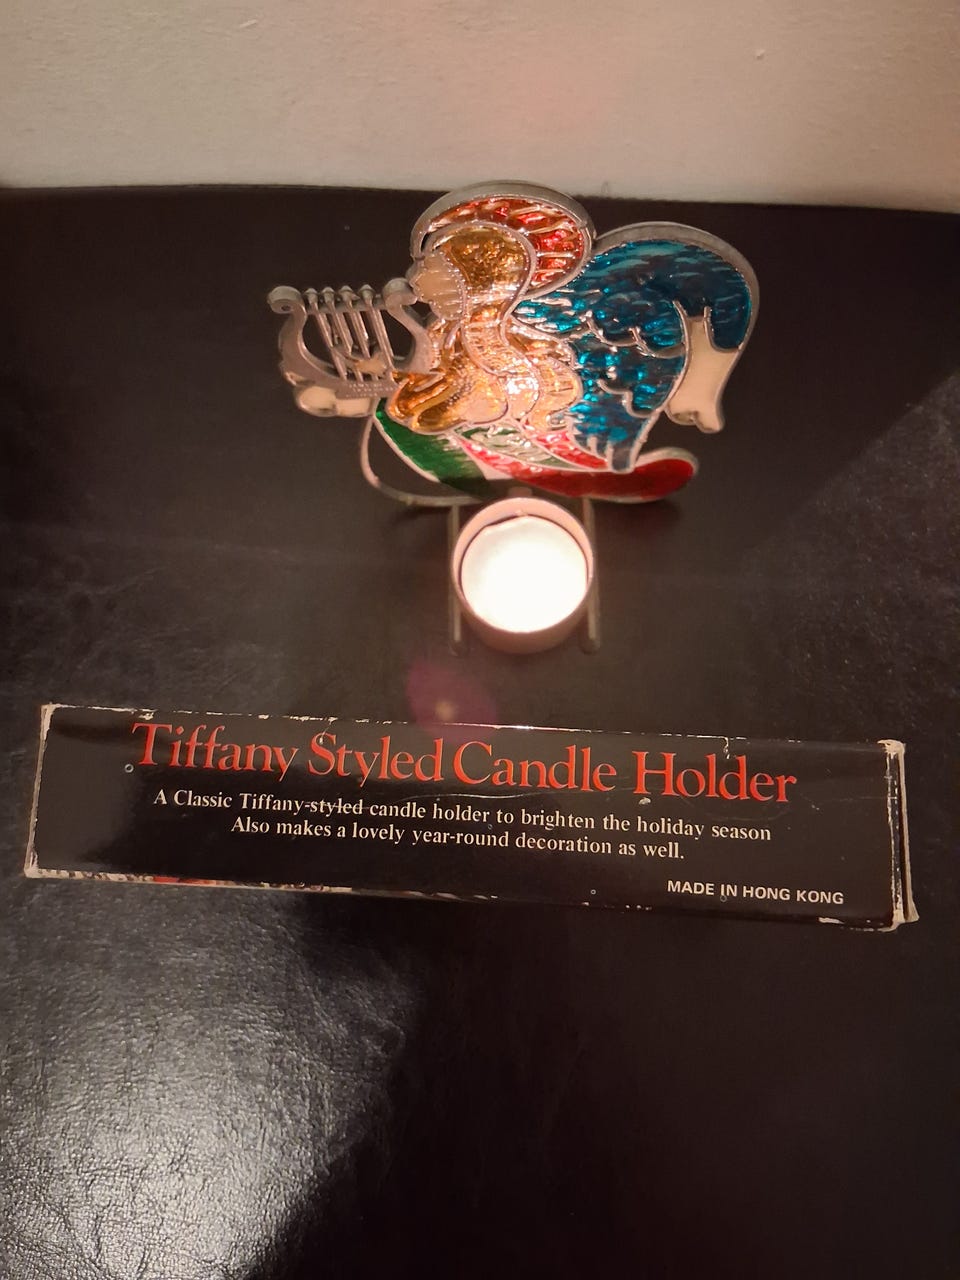 Tiffany Styled Candle Holder
A Classic Tiffany-styled candle holder to brighten the holiday season
Also makes a lovely year-round decoration as well.
MADE IN HONG KONG